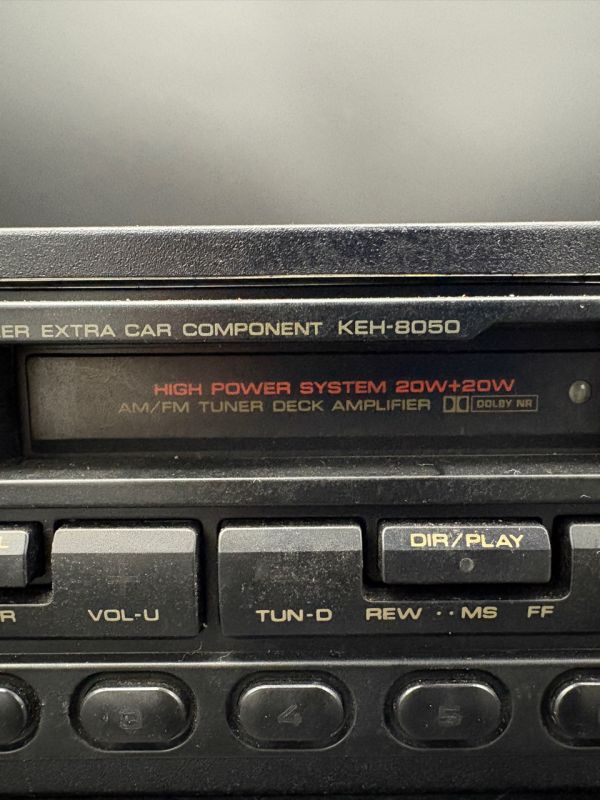 ER EXTRA CAR COMPONENT KEH-8050
HIGH POWER SYSTEM 20W+20W
AM/FM TUNER DECK AMPLIFIER DOLBY NR
DIR/PLAY
VOL-U TUN-D REW ··MS FF
4 5